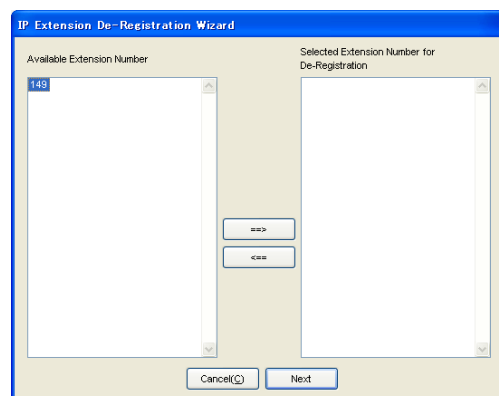 IP Extension De-Registration Wizard
Available Extension Number
Selected Extension Number for
De-Registration
149
==>
<==
Cancel(C)
Next